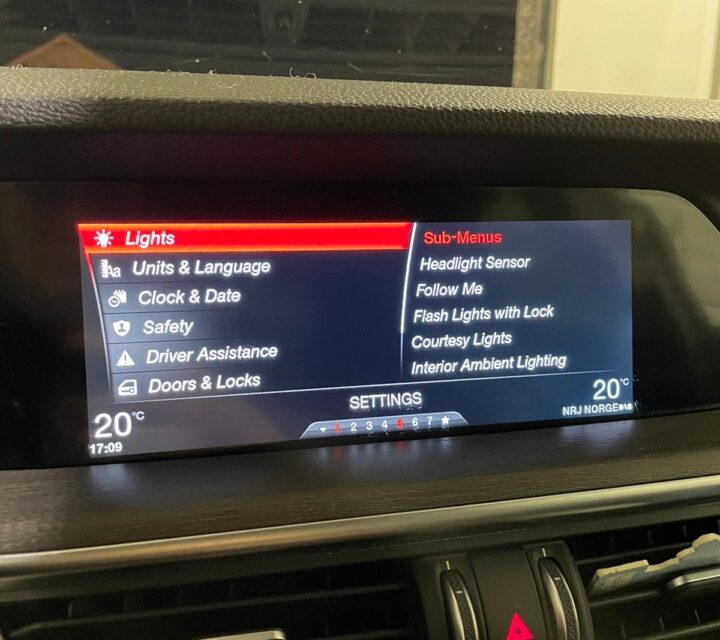 Lights
Units & Language
Clock & Date
Safety
Driver Assistance
Doors & Locks
Sub-Menus
Headlight Sensor
Follow Me
Flash Lights with Lock
Courtesy Lights
Interior Ambient Lighting
SETTINGS
20°C
17:09
1 2 3 4 5 6 7
20°C
NRJ NORGE